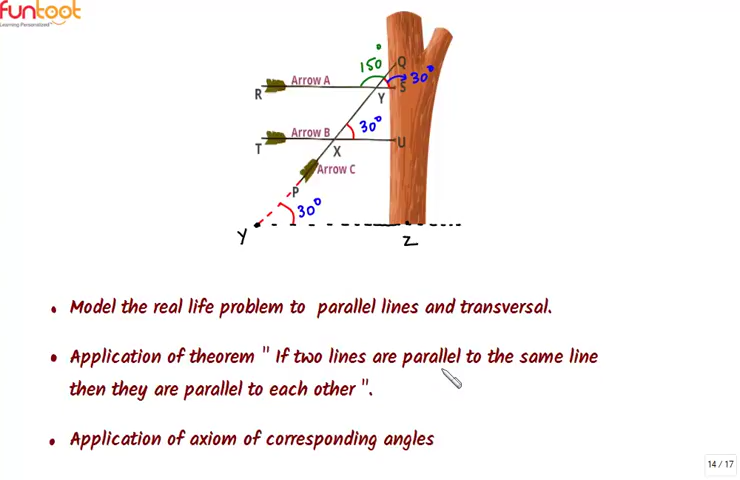 funtoot
Learning Personalized
150°
Q
30°
Arrow A
S
R
Y
30°
Arrow B
T
X
U
Arrow C
P
30°
Y
Z
• Model the real life problem to parallel lines and transversal.
• Application of theorem " If two lines are parallel to the same line
then they are parallel to each other ".
• Application of axiom of corresponding angles
14 / 17